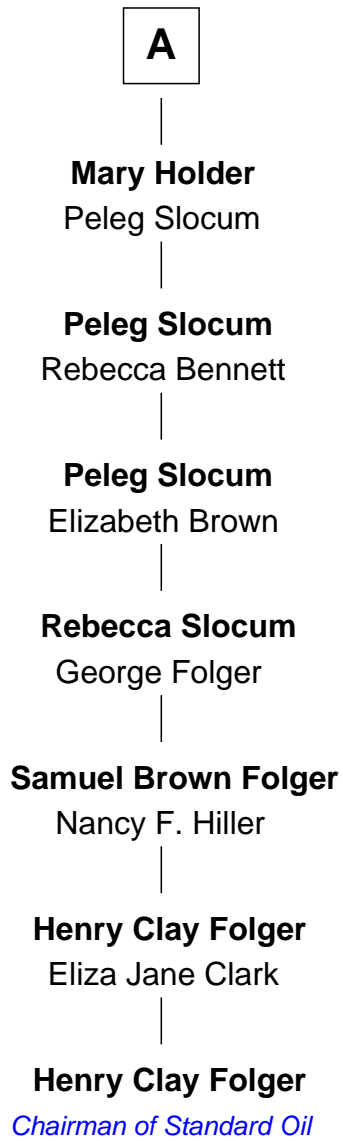 A
Mary Holder
Peleg Slocum
Peleg Slocum
Rebecca Bennett
Peleg Slocum
Elizabeth Brown
Rebecca Slocum
George Folger
Samuel Brown Folger
Nancy F. Hiller
Henry Clay Folger
Eliza Jane Clark
Henry Clay Folger
Chairman of Standard Oil